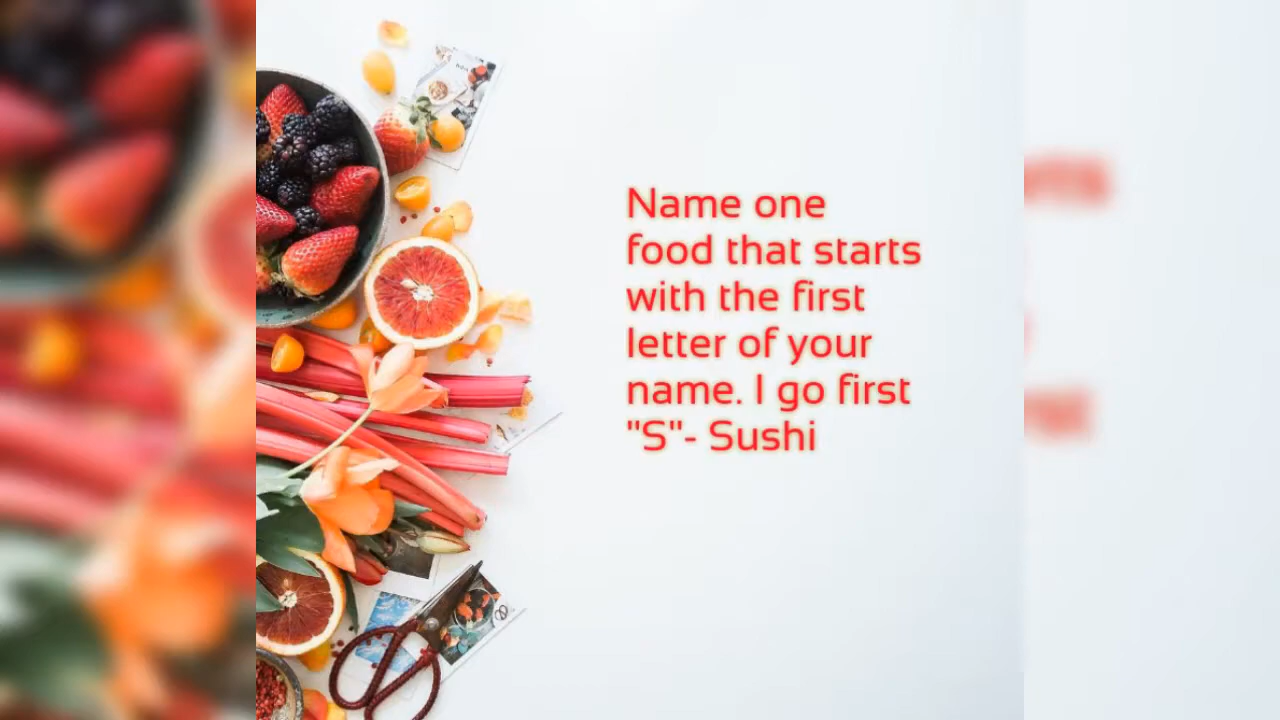 Name one
food that starts
with the first
letter of your
name. I go first
"S"- Sushi